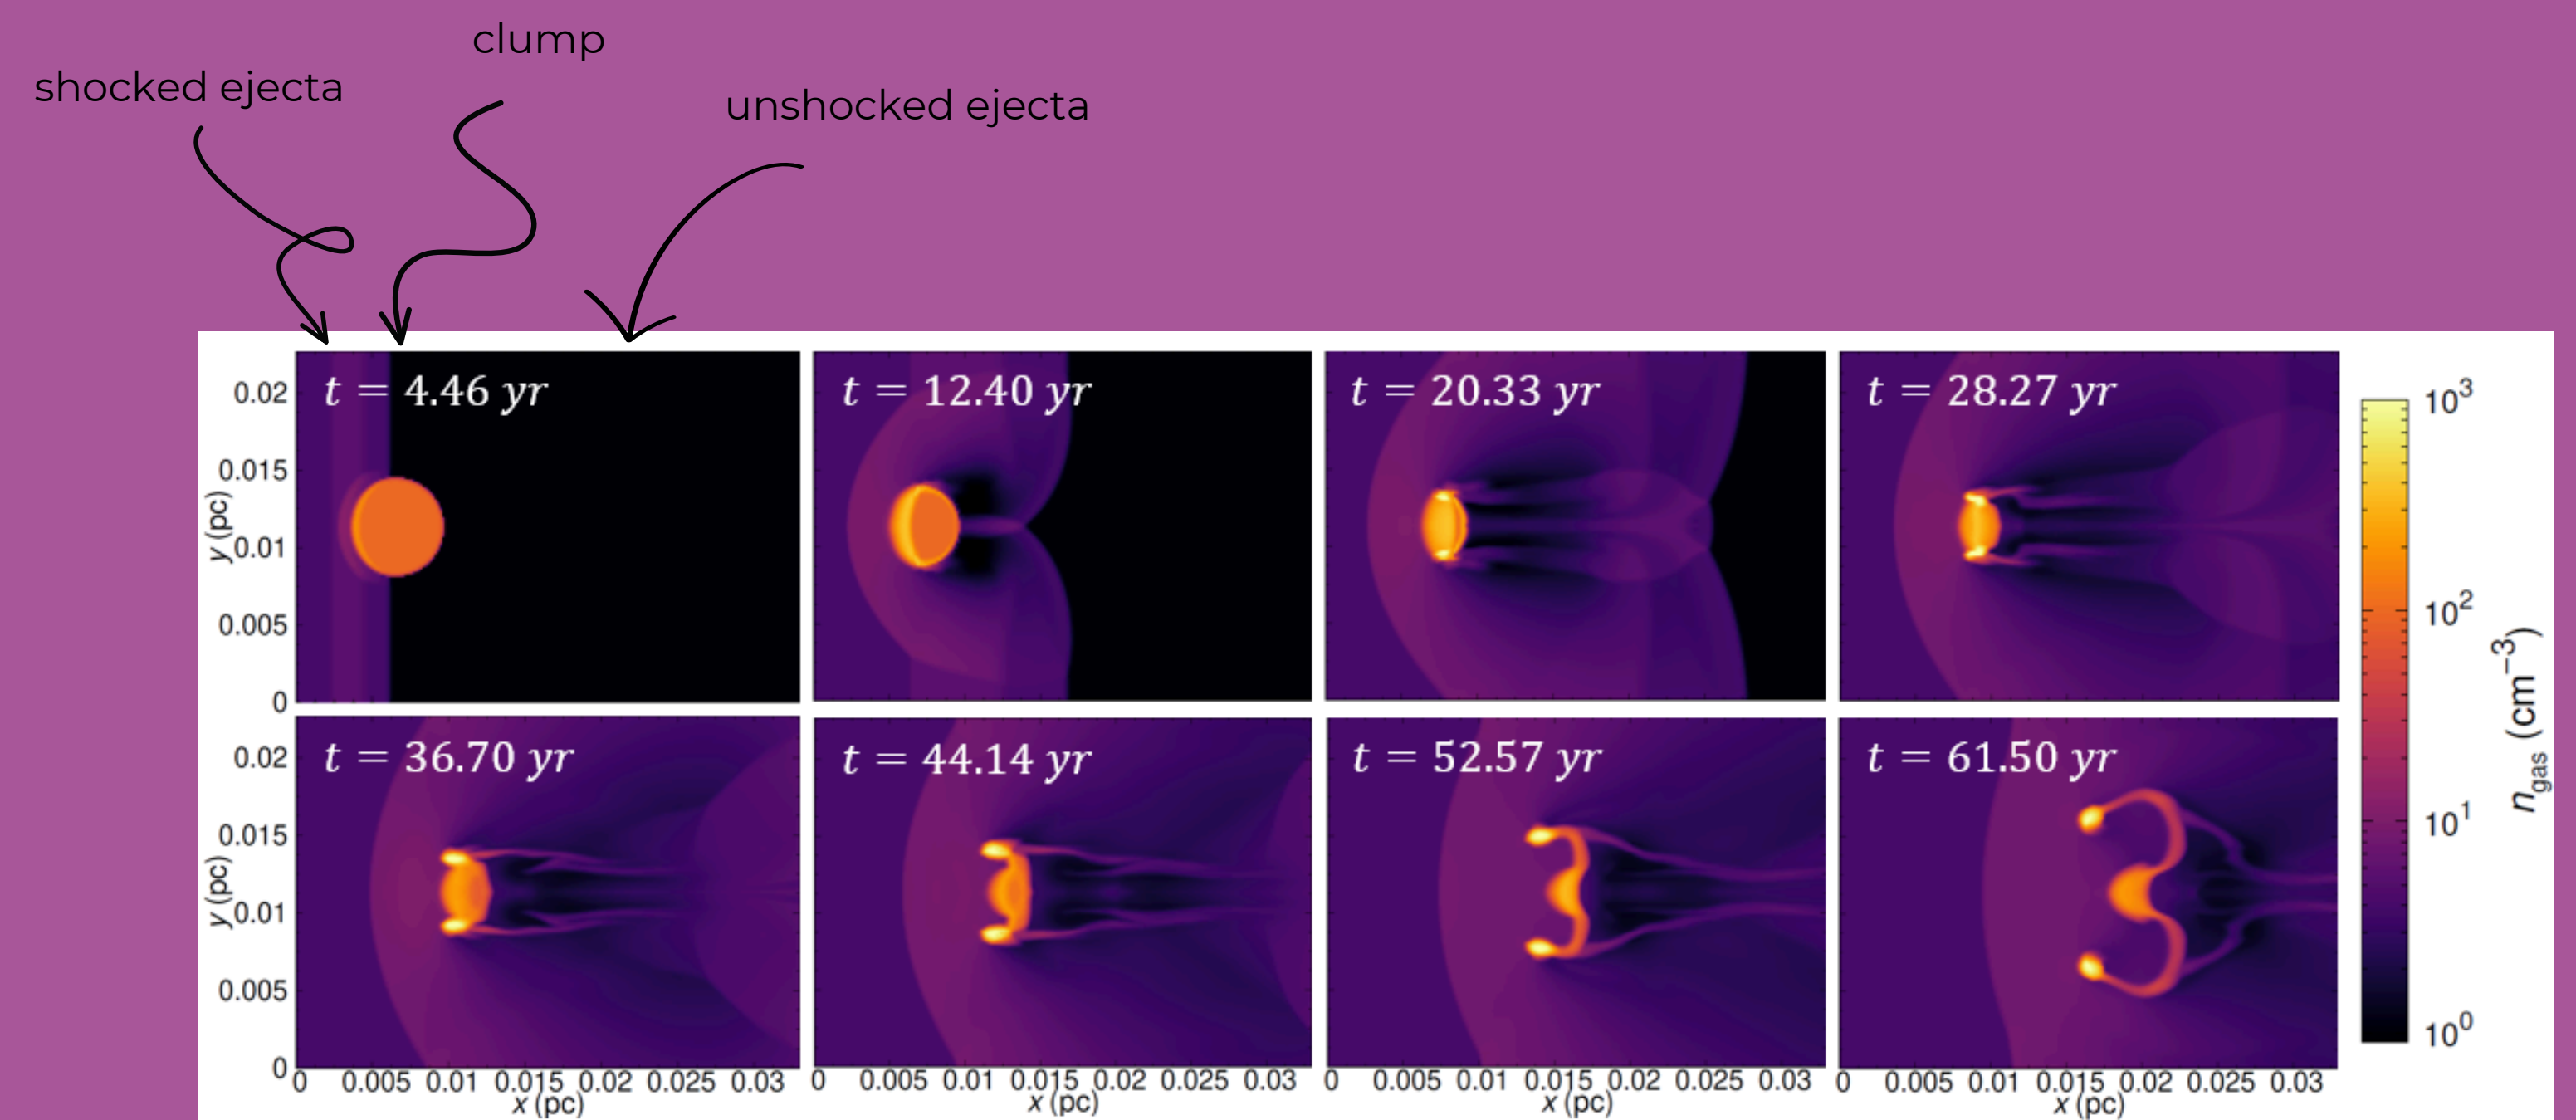 clump
shocked ejecta
unshocked ejecta
t = 4.46 yr
t = 12.40 yr
t = 20.33 yr
t = 28.27 yr
0.02
0.015
0.01
0.005
0
y (pc)
t = 36.70 yr
t = 44.14 yr
t = 52.57 yr
t = 61.50 yr
0.02
0.015
0.01
0.005
0
y (pc)
0 0.005 0.01 0.015 0.02 0.025 0.03
x (pc)
0 0.005 0.01 0.015 0.02 0.025 0.03
x (pc)
0 0.005 0.01 0.015 0.02 0.025 0.03
x (pc)
0 0.005 0.01 0.015 0.02 0.025 0.03
x (pc)
10³
10²
10¹
10⁰
n_gas (cm⁻³)